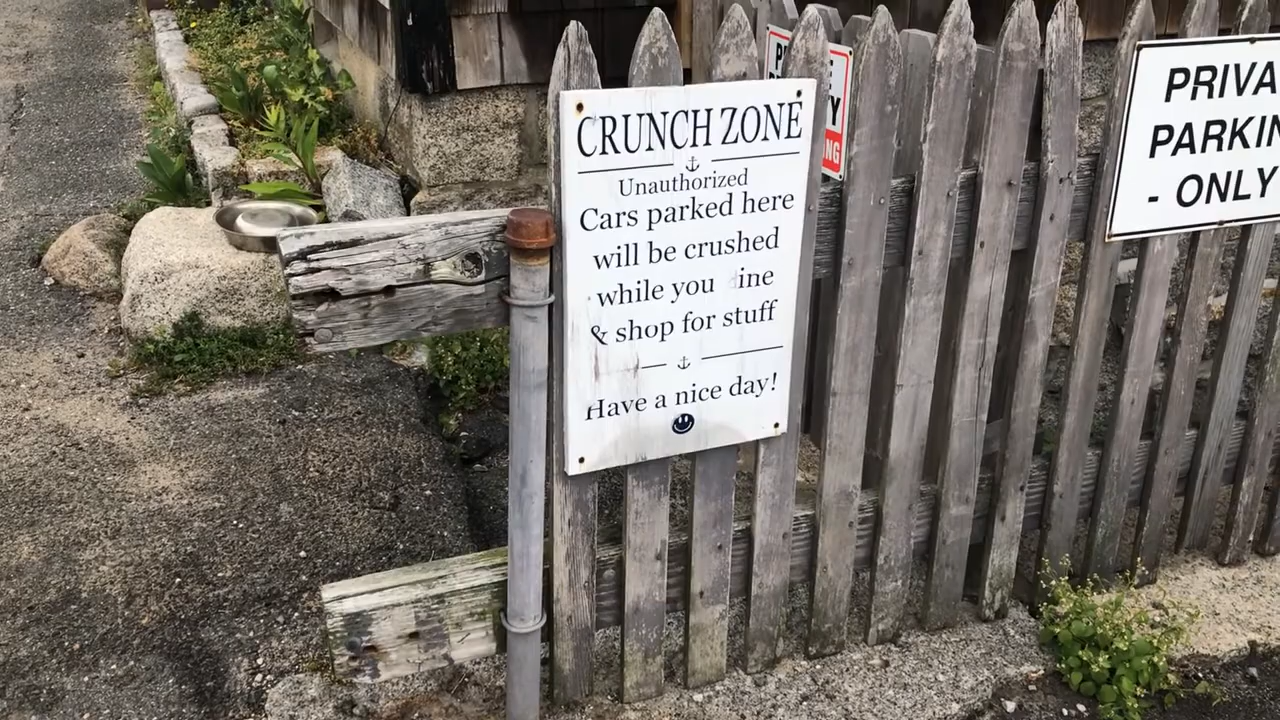 CRUNCH ZONE
Unauthorized
Cars parked here
will be crushed
while you ine
& shop for stuff
Have a nice day!
PRIVA
PARKIN
- ONLY